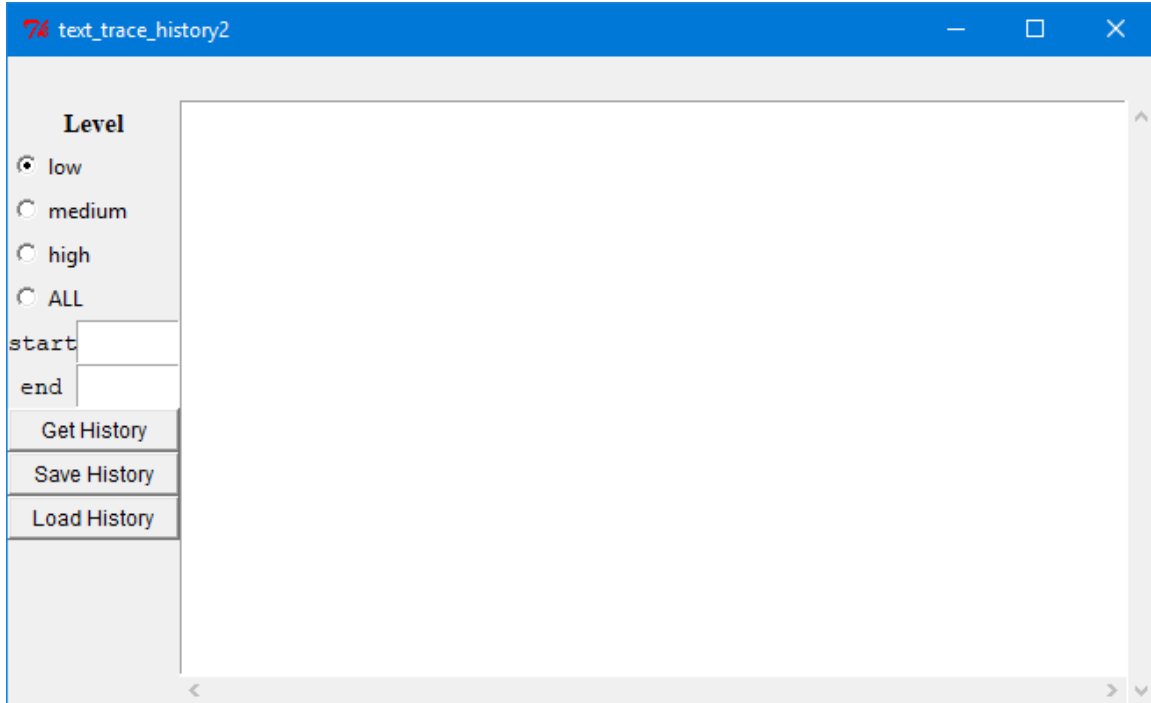 text_trace_history2
Level
low
medium
high
ALL
start
end
Get History
Save History
Load History